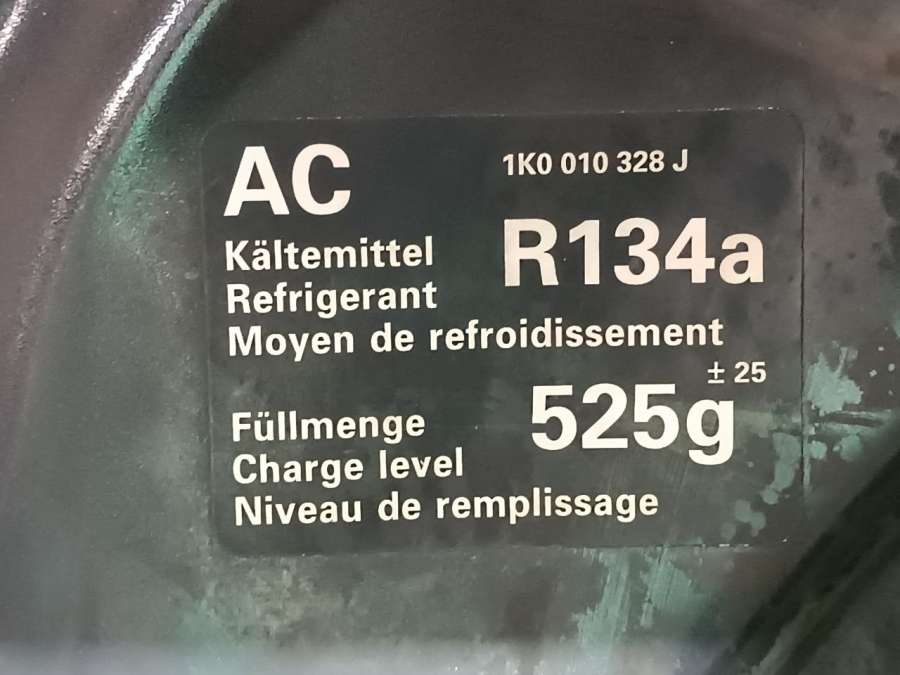 AC
1K0 010 328 J
Kältemittel
Refrigerant
Moyen de refroidissement
R134a
Füllmenge
Charge level
Niveau de remplissage
525g ± 25